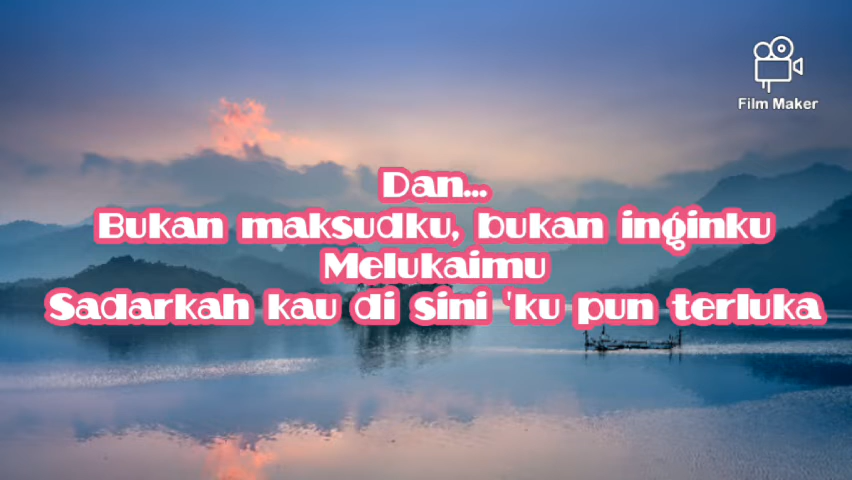 Film Maker
Dan...
Bukan maksudku, bukan inginku
Melukaimu
Sadarkah kau di sini 'ku pun terluka